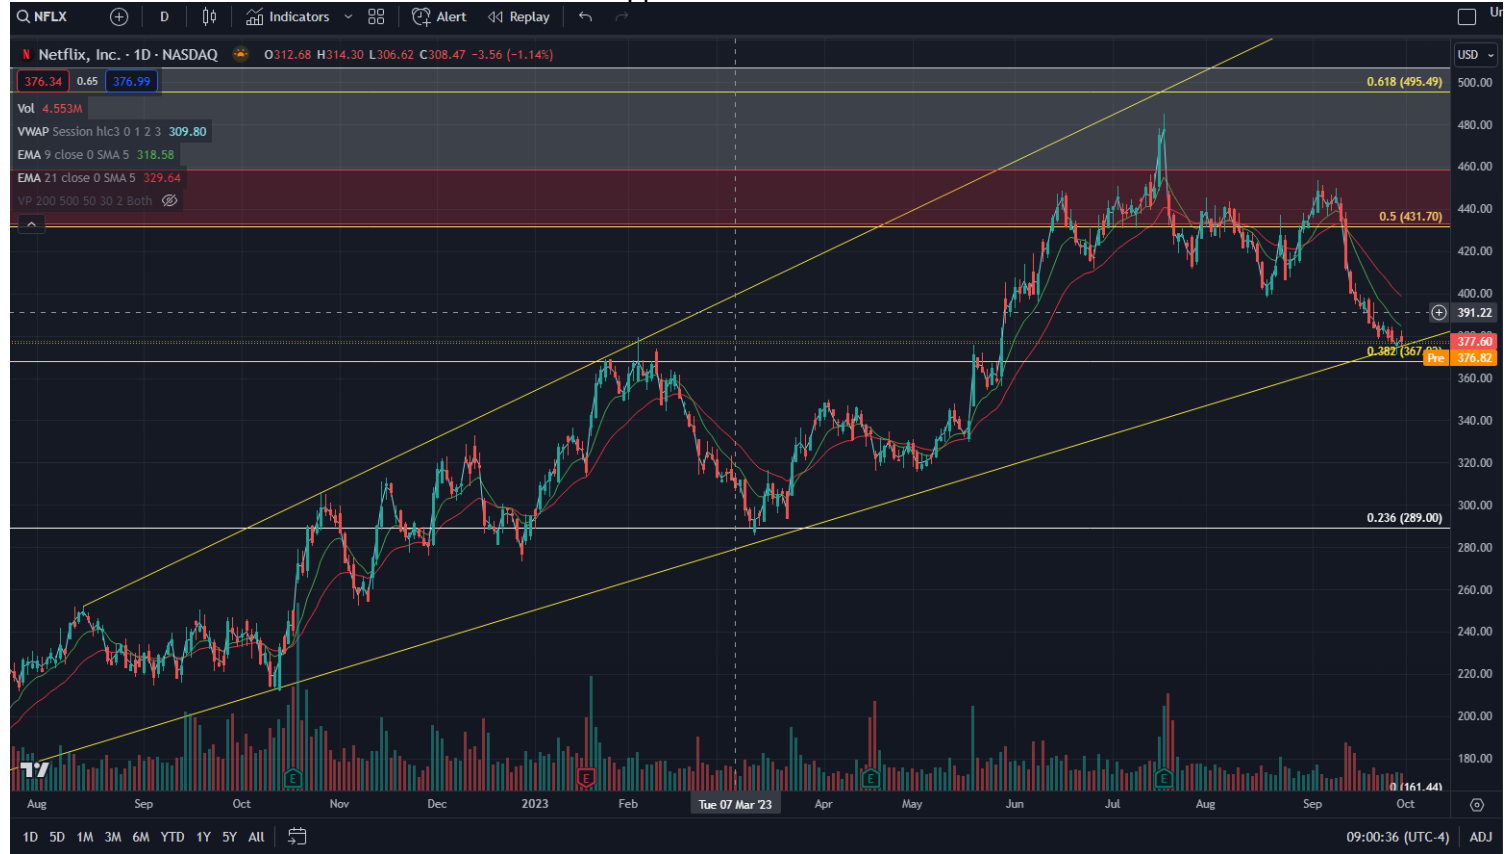 NFLX D Indicators Alert Replay Un
Netflix, Inc. · 1D · NASDAQ O312.68 H314.30 L306.62 C308.47 -3.56 (-1.14%) USD
376.34 0.65 376.99
Vol 4.553M
VWAP Session hlc3 0 1 2 3 309.80
EMA 9 close 0 SMA 5 318.58
EMA 21 close 0 SMA 5 329.64
VP 200 500 50 30 2 Both
0.618 (495.49)
0.5 (431.70)
0.382 (367.
0.236 (289.00)
0 (161.44)
500.00
480.00
460.00
440.00
420.00
400.00
391.22
377.60
Pre 376.82
360.00
340.00
320.00
300.00
280.00
260.00
240.00
220.00
200.00
180.00
E E E E
Aug Sep Oct Nov Dec 2023 Feb Tue 07 Mar '23 Apr May Jun Jul Aug Sep Oct
1D 5D 1M 3M 6M YTD 1Y 5Y All 09:00:36 (UTC-4) ADJ